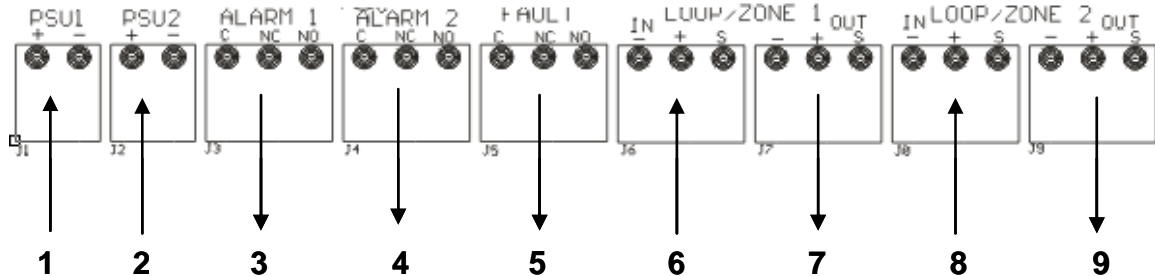 PSU1 PSU2 ALARM 1 ALARM 2 FAULT LOOP/ZONE 1 LOOP/ZONE 2
+ - + - C NC NO C NC NO C NC NO IN - + S - + OUT S IN - + S - + OUT S
J1 J2 J3 J4 J5 J6 J7 J8 J9
1 2 3 4 5 6 7 8 9